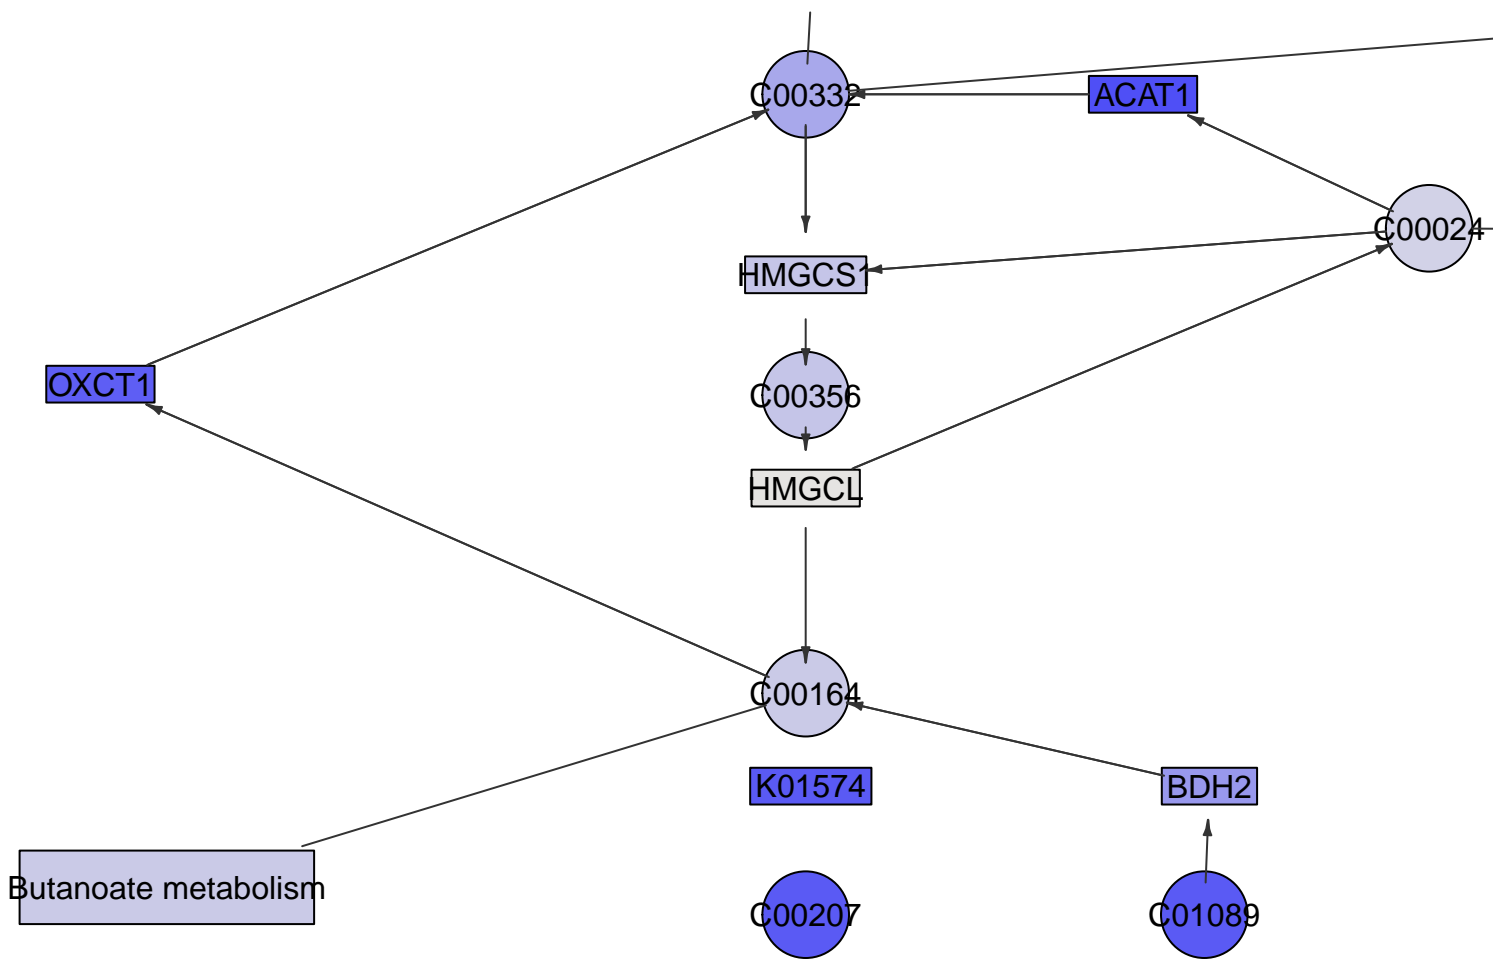 C00332
ACAT1
C00024
HMGCS1
OXCT1
C00356
HMGCL
C00164
K01574
BDH2
Butanoate metabolism
C00207
C01089